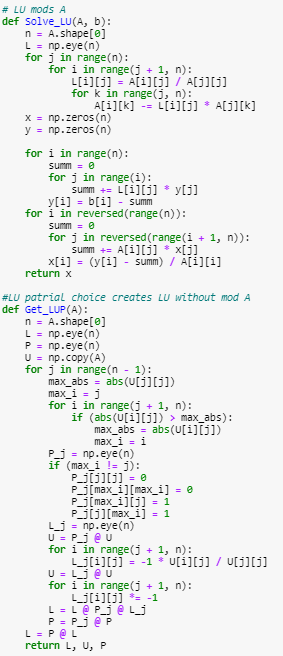 # LU mods A
def Solve_LU(A, b):
    n = A.shape[0]
    L = np.eye(n)
    for j in range(n):
        for i in range(j + 1, n):
            L[i][j] = A[i][j] / A[j][j]
            for k in range(j, n):
                A[i][k] -= L[i][j] * A[j][k]
    x = np.zeros(n)
    y = np.zeros(n)

    for i in range(n):
        summ = 0
        for j in range(i):
            summ += L[i][j] * y[j]
        y[i] = b[i] - summ
    for i in reversed(range(n)):
        summ = 0
        for j in reversed(range(i + 1, n)):
            summ += A[i][j] * x[j]
        x[i] = (y[i] - summ) / A[i][i]
    return x

#LU patrial choice creates LU without mod A
def Get_LUP(A):
    n = A.shape[0]
    L = np.eye(n)
    P = np.eye(n)
    U = np.copy(A)
    for j in range(n - 1):
        max_abs = abs(U[j][j])
        max_i = j
        for i in range(j + 1, n):
            if (abs(U[i][j]) > max_abs):
                max_abs = abs(U[i][j])
                max_i = i
        P_j = np.eye(n)
        if (max_i != j):
            P_j[j][j] = 0
            P_j[max_i][max_i] = 0
            P_j[max_i][j] = 1
            P_j[j][max_i] = 1
        L_j = np.eye(n)
        U = P_j @ U
        for i in range(j + 1, n):
            L_j[i][j] = -1 * U[i][j] / U[j][j]
        U = L_j @ U
        for i in range(j + 1, n):
            L_j[i][j] *= -1
        L = L @ P_j @ L_j
        P = P_j @ P
    L = P @ L
    return L, U, P